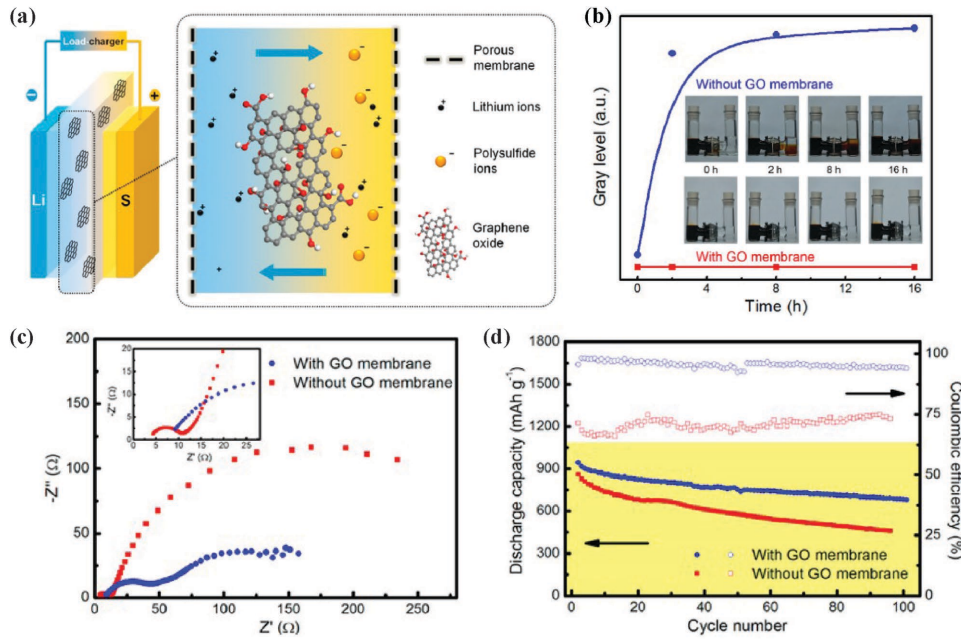 (a)
Load charger
Li
S
Porous
membrane
Lithium ions
Polysulfide
ions
Graphene
oxide
(b)
Gray level (a.u.)
Without GO membrane
0 h
2 h
8 h
16 h
With GO membrane
0
4
8
12
16
Time (h)
(c)
-Z″ (Ω)
125
100
75
50
25
0
0
50
100
150
200
250
Z′ (Ω)
With GO membrane
Without GO membrane
-Z″ (Ω)
20
15
10
5
0
0
5
10
15
20
25
Z′ (Ω)
(d)
Discharge capacity (mAh g⁻¹)
1800
1500
1200
900
600
300
0
0
20
40
60
80
100
Cycle number
100
75
50
25
0
Coulombic efficiency (%)
With GO membrane
Without GO membrane